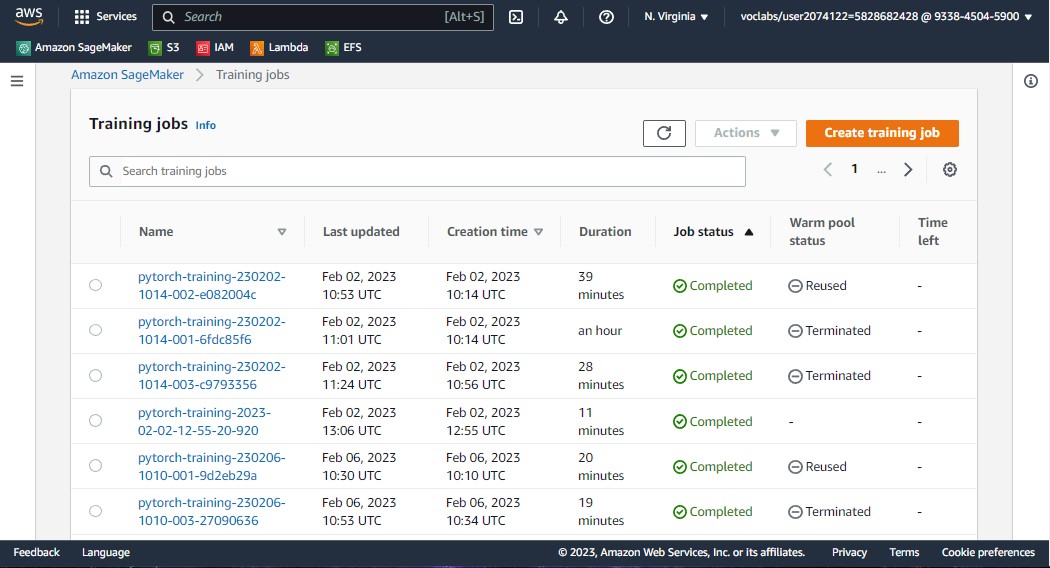 aws
Services
Search
[Alt+S]
N. Virginia
voclabs/user2074122=5828682428 @ 9338-4504-5900
Amazon SageMaker
S3
IAM
Lambda
EFS
Amazon SageMaker
Training jobs
Training jobs
Info
Actions
Create training job
Search training jobs
1
...
Name
Last updated
Creation time
Duration
Job status
Warm pool
status
Time
left
pytorch-training-230202-
1014-002-e082004c
Feb 02, 2023
10:53 UTC
Feb 02, 2023
10:14 UTC
39
minutes
Completed
Reused
-
pytorch-training-230202-
1014-001-6fdc85f6
Feb 02, 2023
11:01 UTC
Feb 02, 2023
10:14 UTC
an hour
Completed
Terminated
-
pytorch-training-230202-
1014-003-c9793356
Feb 02, 2023
11:24 UTC
Feb 02, 2023
10:56 UTC
28
minutes
Completed
Terminated
-
pytorch-training-2023-
02-02-12-55-20-920
Feb 02, 2023
13:06 UTC
Feb 02, 2023
12:55 UTC
11
minutes
Completed
-
-
pytorch-training-230206-
1010-001-9d2eb29a
Feb 06, 2023
10:30 UTC
Feb 06, 2023
10:10 UTC
20
minutes
Completed
Reused
-
pytorch-training-230206-
1010-003-27090636
Feb 06, 2023
10:53 UTC
Feb 06, 2023
10:34 UTC
19
minutes
Completed
Terminated
-
Feedback
Language
© 2023, Amazon Web Services, Inc. or its affiliates.
Privacy
Terms
Cookie preferences